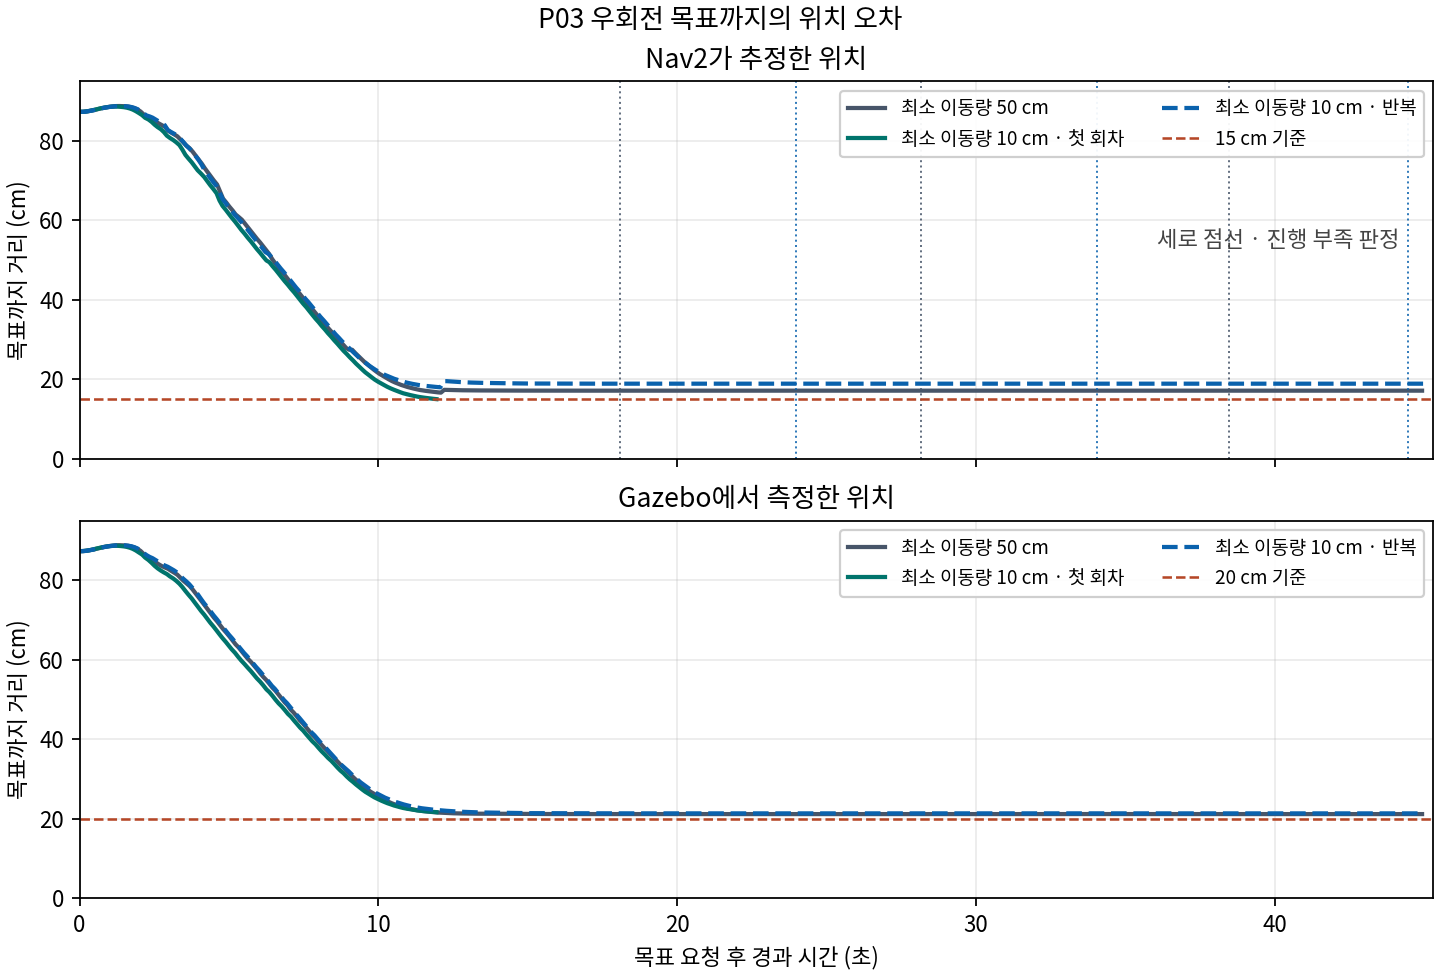 P03 우회전 목표까지의 위치 오차
Nav2가 추정한 위치
최소 이동량 50 cm
최소 이동량 10 cm · 첫 회차
최소 이동량 10 cm · 반복
15 cm 기준
세로 점선 · 진행 부족 판정
목표까지 거리 (cm)
80
60
40
20
0
Gazebo에서 측정한 위치
최소 이동량 50 cm
최소 이동량 10 cm · 첫 회차
최소 이동량 10 cm · 반복
20 cm 기준
목표까지 거리 (cm)
80
60
40
20
0
0 10 20 30 40
목표 요청 후 경과 시간 (초)